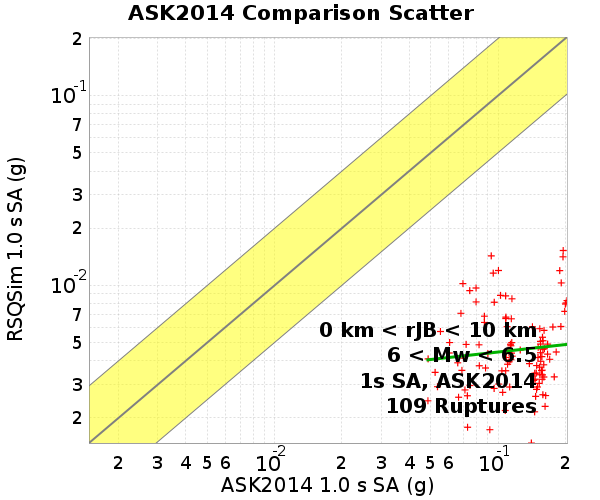 ASK2014 Comparison Scatter
RSQSim 1.0 s SA (g)
2
10-1
7
5
3
2
10-2
7
5
3
2
0 km < rJB < 10 km
6 < Mw < 6.5
1s SA, ASK2014
109 Ruptures
2 3 4 5 6 10-2 2 3 4 5 6 10-1 2
ASK2014 1.0 s SA (g)